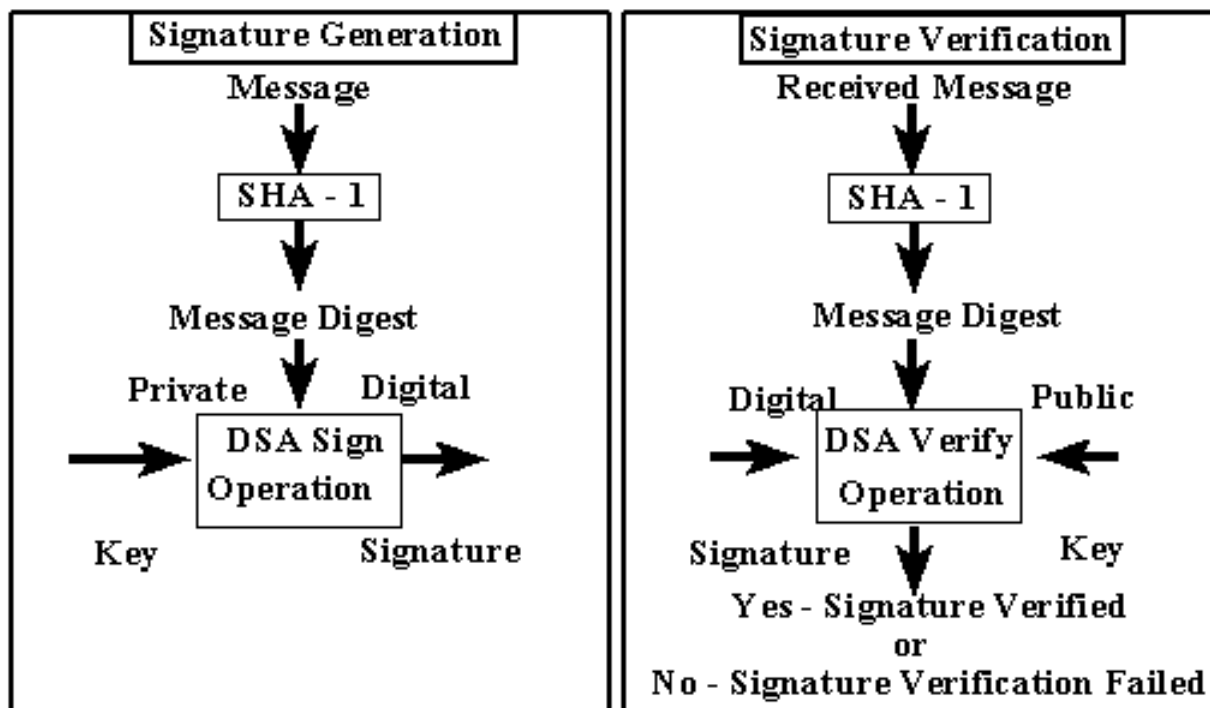 Signature Generation
Message
SHA - 1
Message Digest
Private
Digital
DSA Sign
Operation
Key
Signature
Signature Verification
Received Message
SHA - 1
Message Digest
Digital
Public
DSA Verify
Operation
Signature
Key
Yes - Signature Verified
or
No - Signature Verification Failed